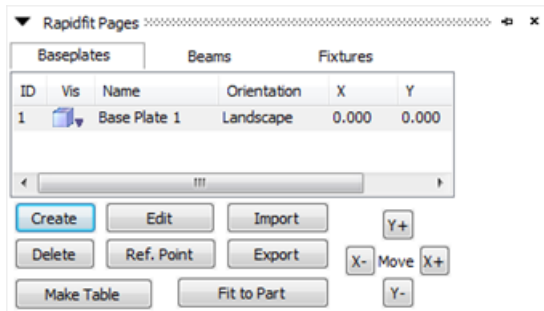 Rapidfit Pages
Baseplates Beams Fixtures
ID Vis Name Orientation X Y
1 Base Plate 1 Landscape 0.000 0.000
Create Edit Import
Y+
Delete Ref. Point Export
X- Move X+
Make Table Fit to Part
Y-